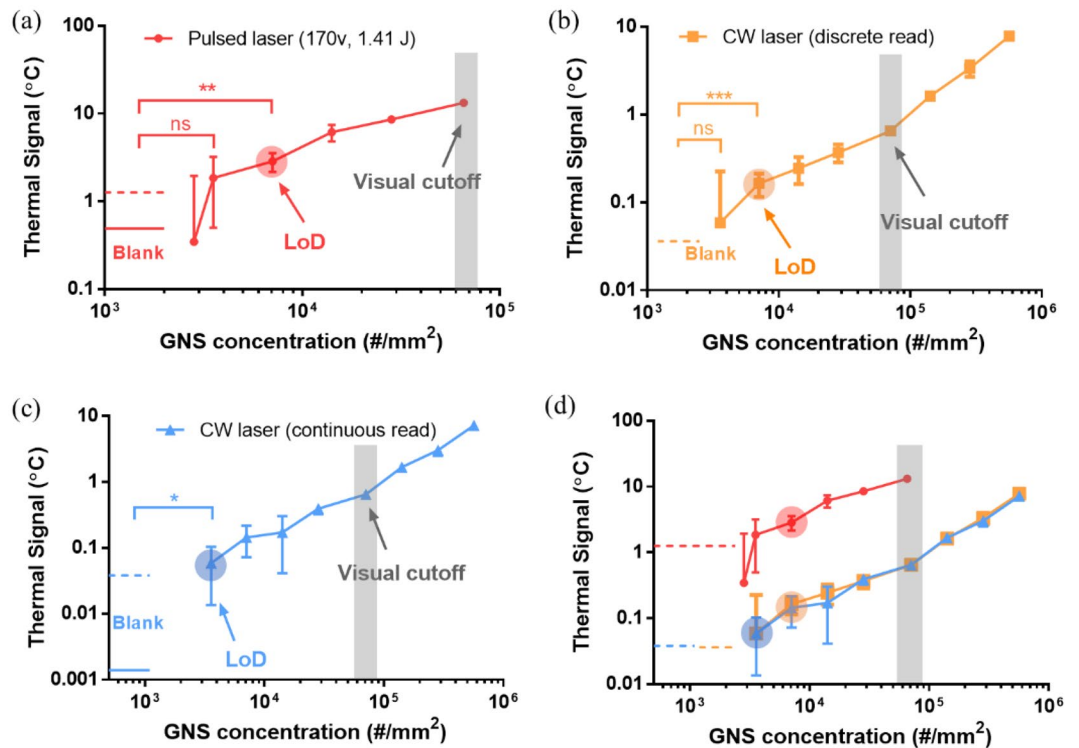 (a)
Pulsed laser (170v, 1.41 J)
Thermal Signal (°C)
100
10
1
0.1
**
ns
Blank
LoD
Visual cutoff
10³ 10⁴ 10⁵
GNS concentration (#/mm²)
(b)
CW laser (discrete read)
Thermal Signal (°C)
10
1
0.1
0.01
***
ns
Blank
LoD
Visual cutoff
10³ 10⁴ 10⁵ 10⁶
GNS concentration (#/mm²)
(c)
CW laser (continuous read)
Thermal Signal (°C)
10
1
0.1
0.01
0.001
*
Blank
LoD
Visual cutoff
10³ 10⁴ 10⁵ 10⁶
GNS concentration (#/mm²)
(d)
Thermal Signal (°C)
100
10
1
0.1
0.01
10³ 10⁴ 10⁵ 10⁶
GNS concentration (#/mm²)